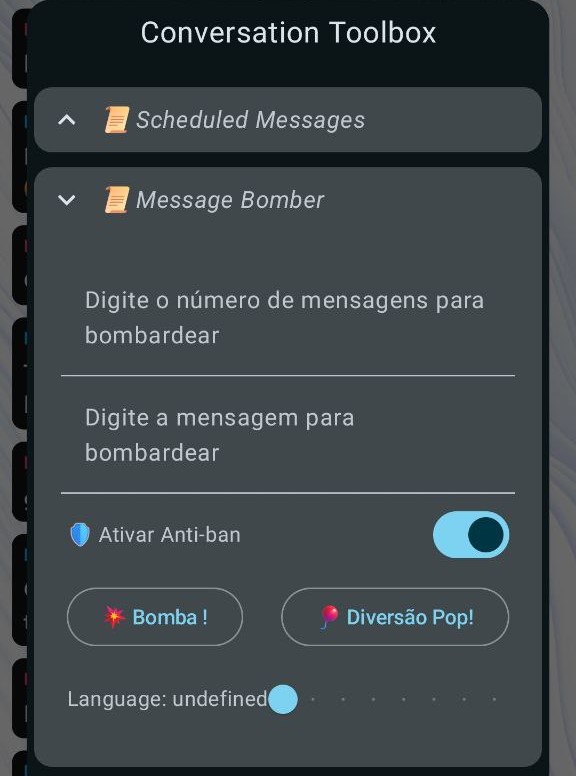 Conversation Toolbox
📜 Scheduled Messages
📜 Message Bomber
Digite o número de mensagens para
bombardear
Digite a mensagem para
bombardear
Ativar Anti-ban
Bomba !
Diversão Pop!
Language: undefined